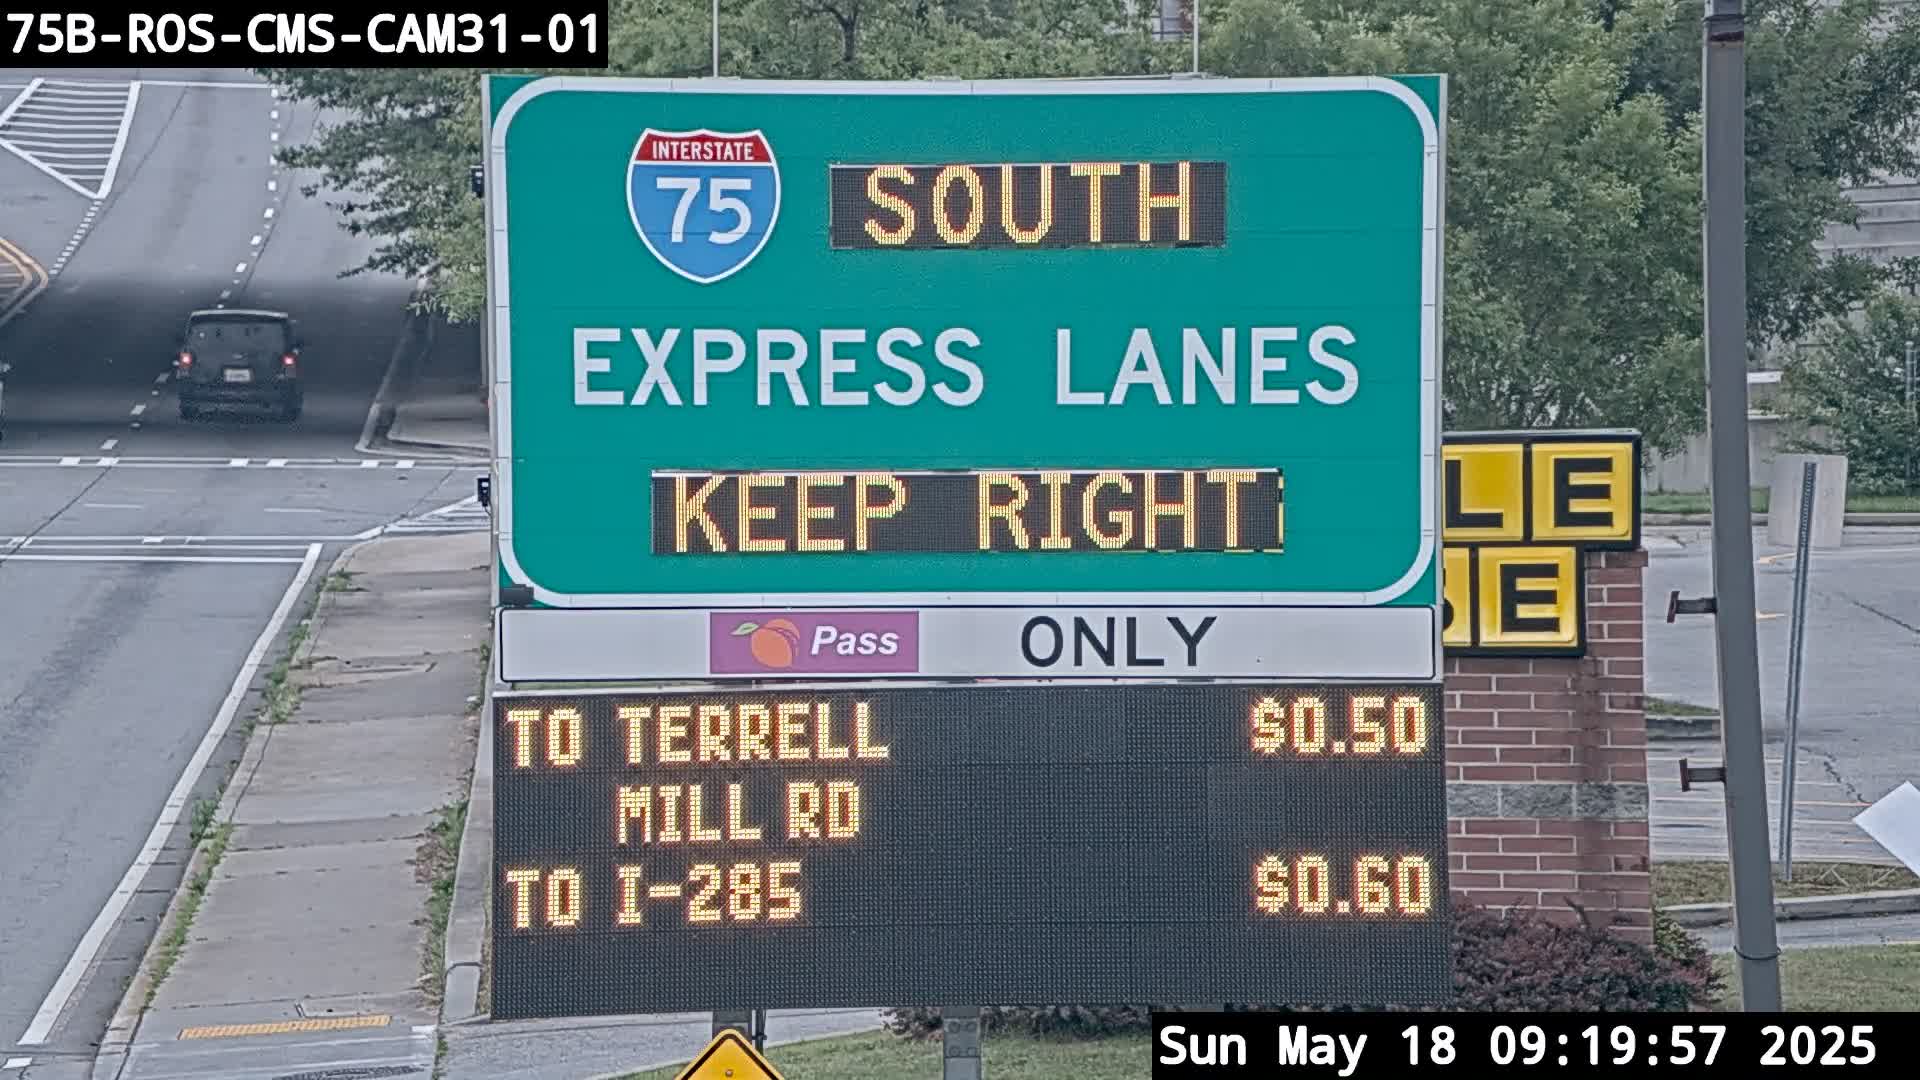 75B-ROS-CMS-CAM31-01
INTERSTATE
75
SOUTH
EXPRESS LANES
KEEP RIGHT
Pass ONLY
TO TERRELL $0.50
MILL RD
TO I-285 $0.60
LE
E
Sun May 18 09:19:57 2025